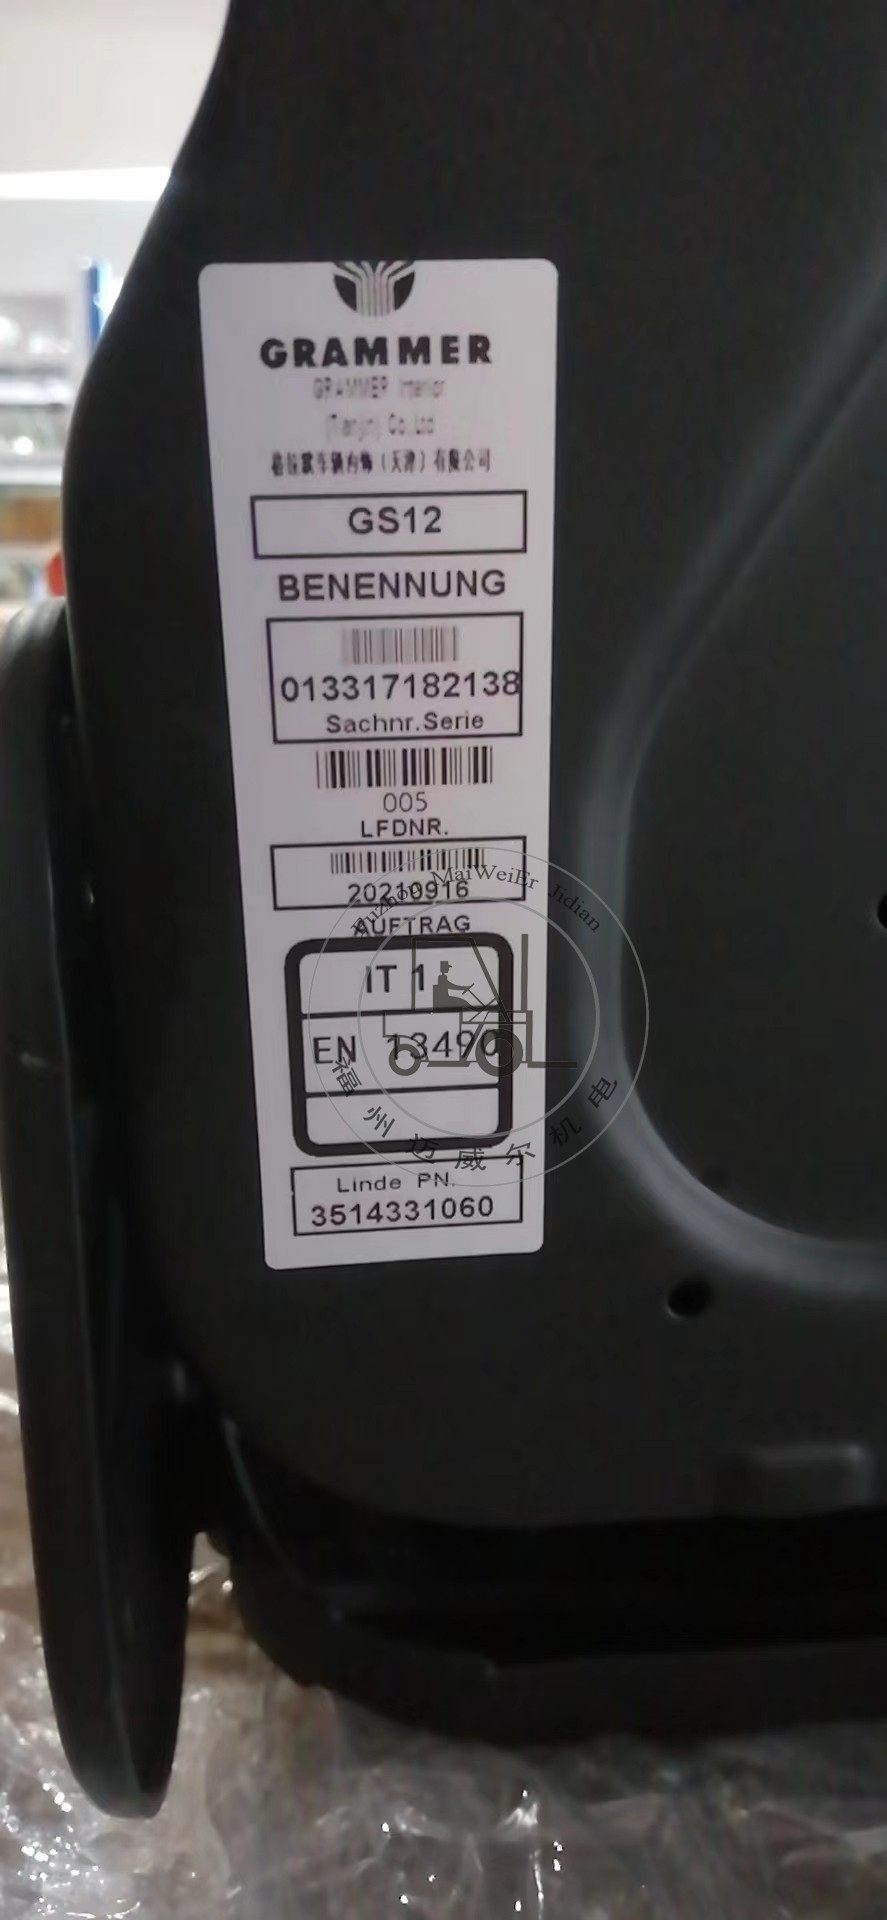 GRAMMER
GRAMMER Interior
(Tianjin) Co.,Ltd
格拉默车辆内饰（天津）有限公司
GS12
BENENNUNG
013317182138
Sachnr.Serie
005
LFDNR.
20210916
AUFTRAG
IT 1
EN 13490
Linde PN.
3514331060
Fuzhou MaiWeiEr Jidian
福州迈威尔机电